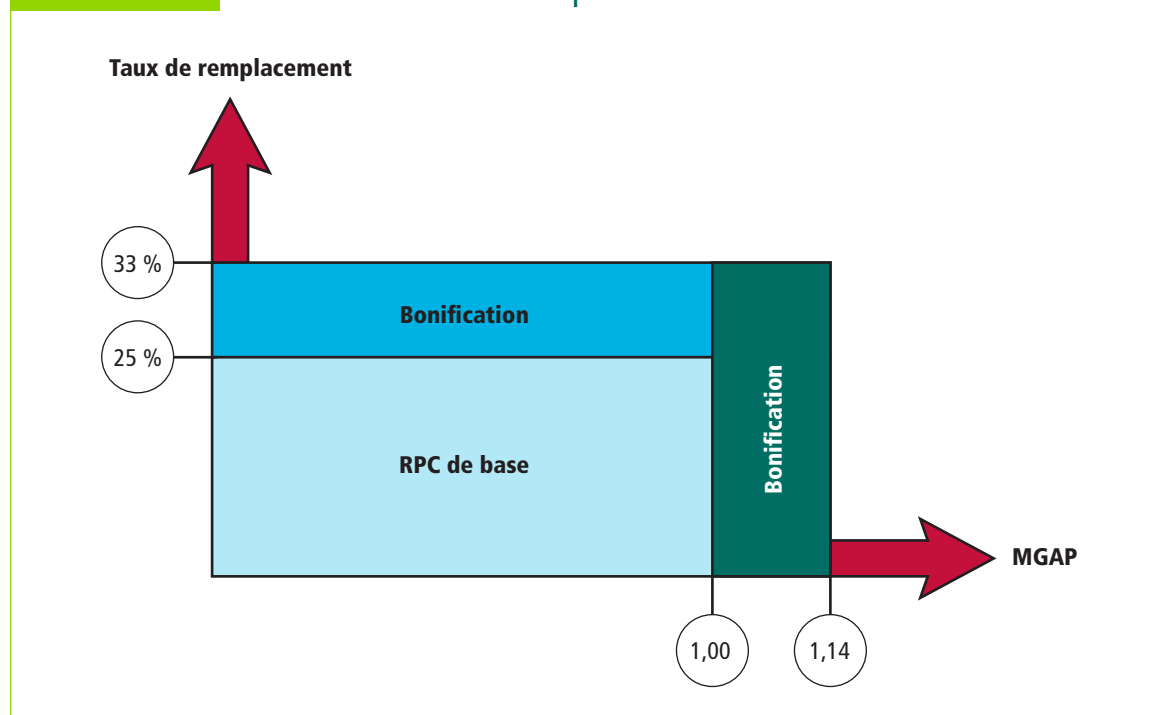 Taux de remplacement
33 %
Bonification
25 %
Bonification
RPC de base
MGAP
1,00
1,14